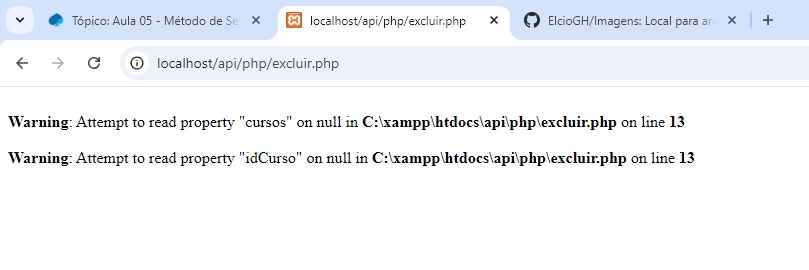 Tópico: Aula 05 - Método de Se
localhost/api/php/excluir.php
ElcioGH/Imagens: Local para arm
localhost/api/php/excluir.php
Warning: Attempt to read property "cursos" on null in C:\xampp\htdocs\api\php\excluir.php on line 13
Warning: Attempt to read property "idCurso" on null in C:\xampp\htdocs\api\php\excluir.php on line 13